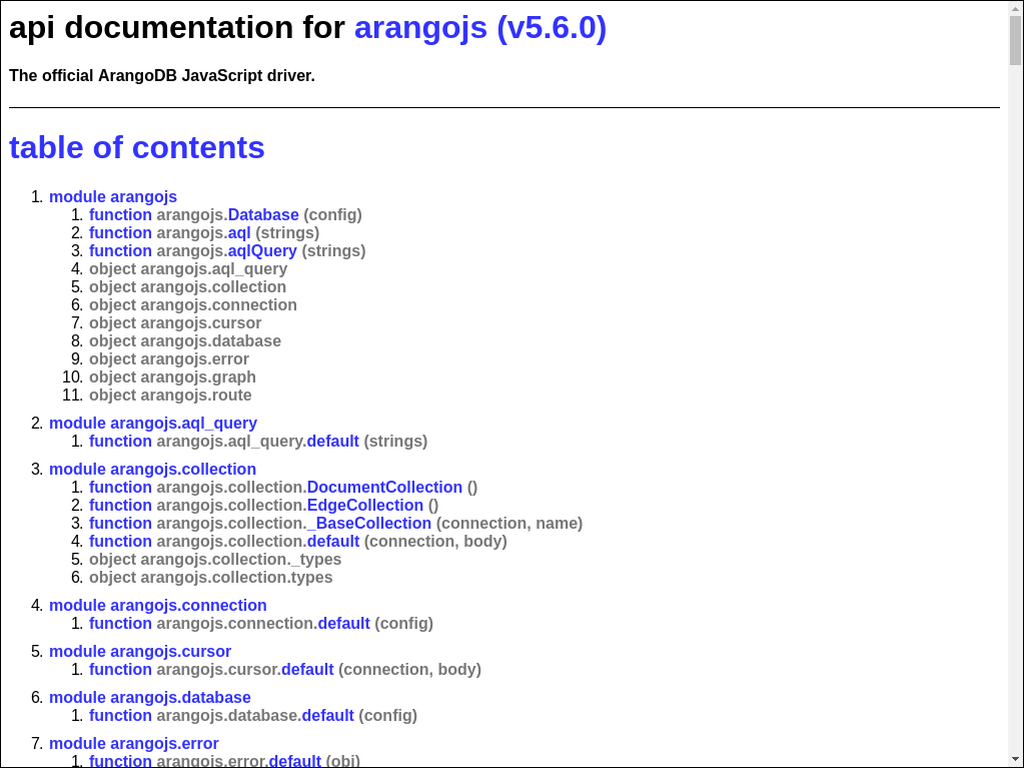 api documentation for arangojs (v5.6.0)
The official ArangoDB JavaScript driver.
table of contents
1. module arangojs
1. function arangojs.Database (config)
2. function arangojs.aql (strings)
3. function arangojs.aqlQuery (strings)
4. object arangojs.aql_query
5. object arangojs.collection
6. object arangojs.connection
7. object arangojs.cursor
8. object arangojs.database
9. object arangojs.error
10. object arangojs.graph
11. object arangojs.route
2. module arangojs.aql_query
1. function arangojs.aql_query.default (strings)
3. module arangojs.collection
1. function arangojs.collection.DocumentCollection ()
2. function arangojs.collection.EdgeCollection ()
3. function arangojs.collection._BaseCollection (connection, name)
4. function arangojs.collection.default (connection, body)
5. object arangojs.collection._types
6. object arangojs.collection.types
4. module arangojs.connection
1. function arangojs.connection.default (config)
5. module arangojs.cursor
1. function arangojs.cursor.default (connection, body)
6. module arangojs.database
1. function arangojs.database.default (config)
7. module arangojs.error
1. function arangojs.error.default (obj)